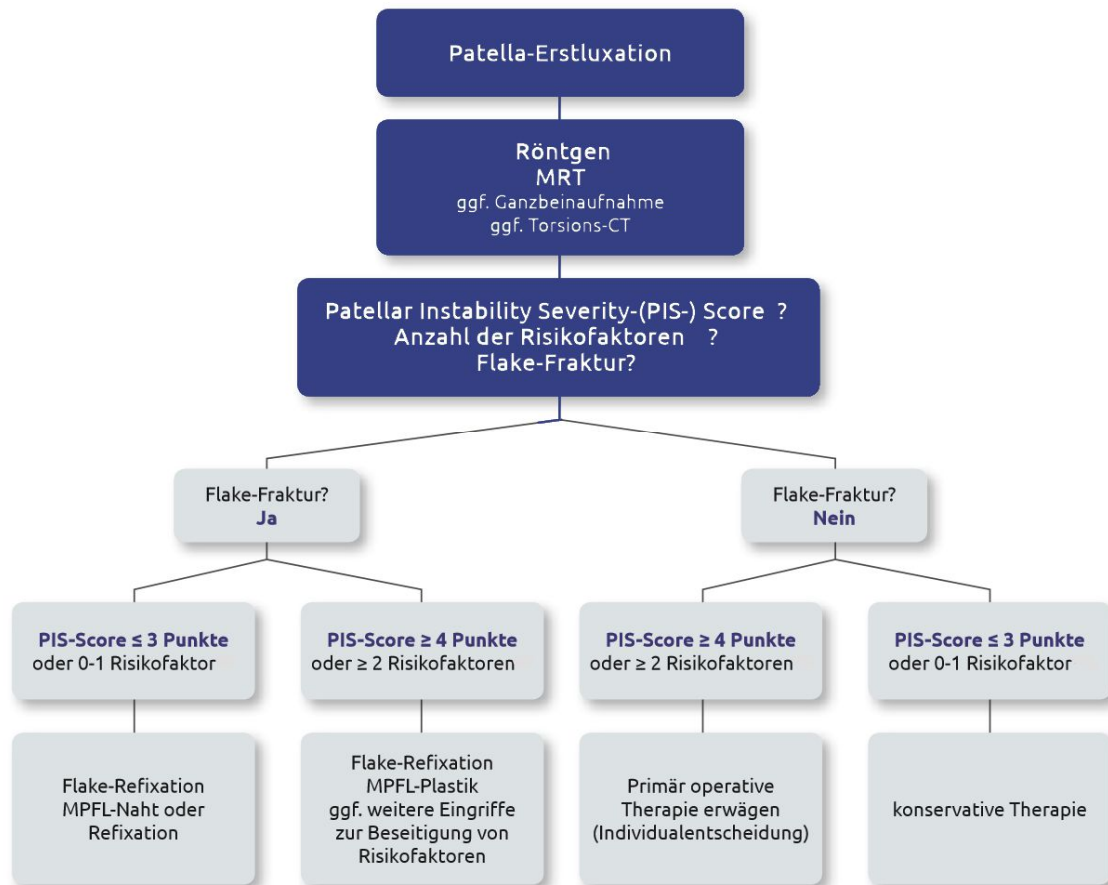 Patella-Erstluxation
Röntgen
MRT
ggf. Ganzbeinaufnahme
ggf. Torsions-CT
Patellar Instability Severity-(PIS-) Score ?
Anzahl der Risikofaktoren ?
Flake-Fraktur?
Flake-Fraktur?
Ja
Flake-Fraktur?
Nein
PIS-Score ≤ 3 Punkte
oder 0-1 Risikofaktor
PIS-Score ≥ 4 Punkte
oder ≥ 2 Risikofaktoren
PIS-Score ≥ 4 Punkte
oder ≥ 2 Risikofaktoren
PIS-Score ≤ 3 Punkte
oder 0-1 Risikofaktor
Flake-Refixation
MPFL-Naht oder
Refixation
Flake-Refixation
MPFL-Plastik
ggf. weitere Eingriffe
zur Beseitigung von
Risikofaktoren
Primär operative
Therapie erwägen
(Individualentscheidung)
konservative Therapie